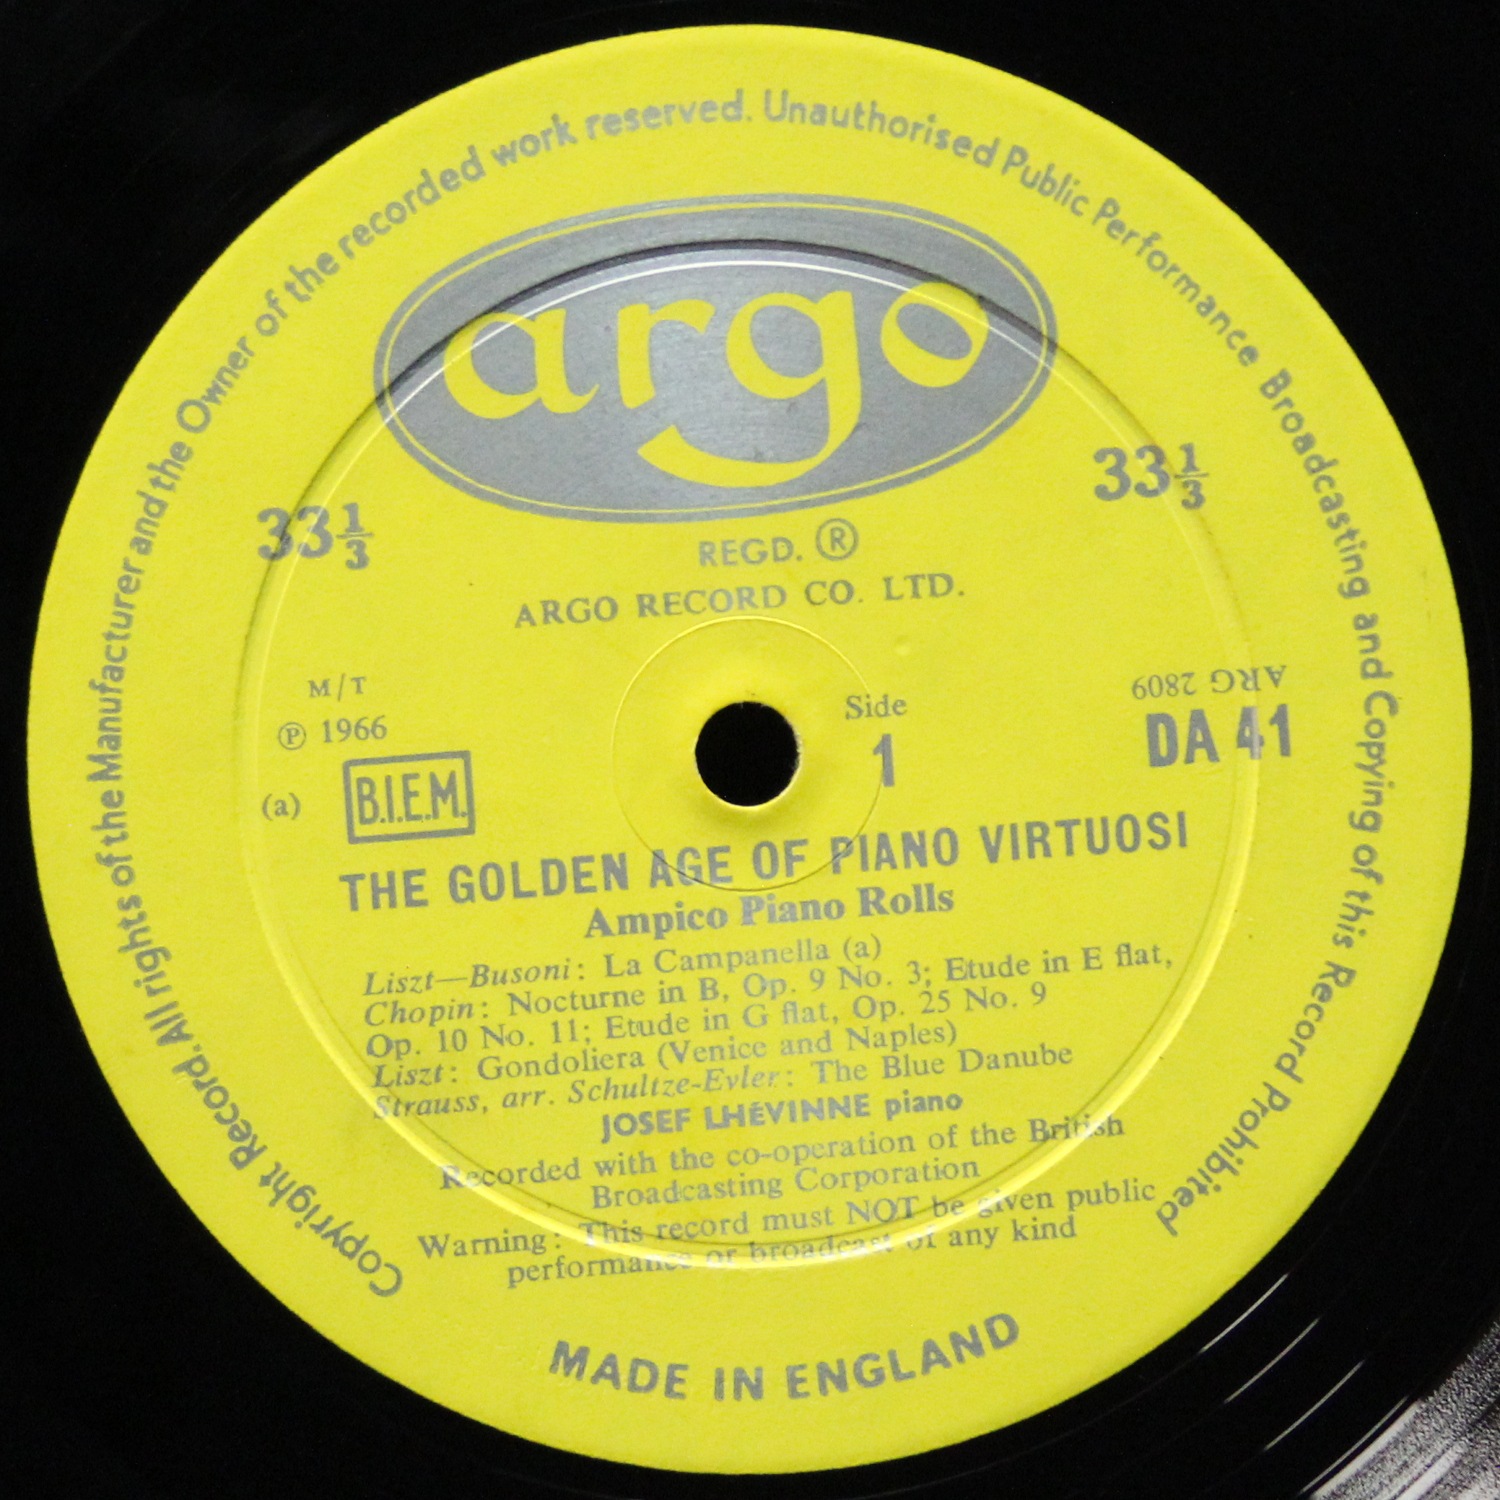 Copyright Record. All rights of the Manufacturer and the Owner of the recorded work reserved. Unauthorised Public Performance Broadcasting and Copying of this Record Prohibited
argo
33⅓
33⅓
REGD. ®
ARGO RECORD CO. LTD.
M/T
℗ 1966
(a) B.I.E.M.
Side
1
ARG 2809
DA 41
THE GOLDEN AGE OF PIANO VIRTUOSI
Ampico Piano Rolls
Liszt—Busoni: La Campanella (a)
Chopin: Nocturne in B, Op. 9 No. 3; Etude in E flat,
Op. 10 No. 11; Etude in G flat, Op. 25 No. 9
Liszt: Gondoliera (Venice and Naples)
Strauss, arr. Schultze-Evler: The Blue Danube
JOSEF LHÉVINNE piano
Recorded with the co-operation of the British
Broadcasting Corporation
Warning: This record must NOT be given public
performance or broadcast of any kind
MADE IN ENGLAND